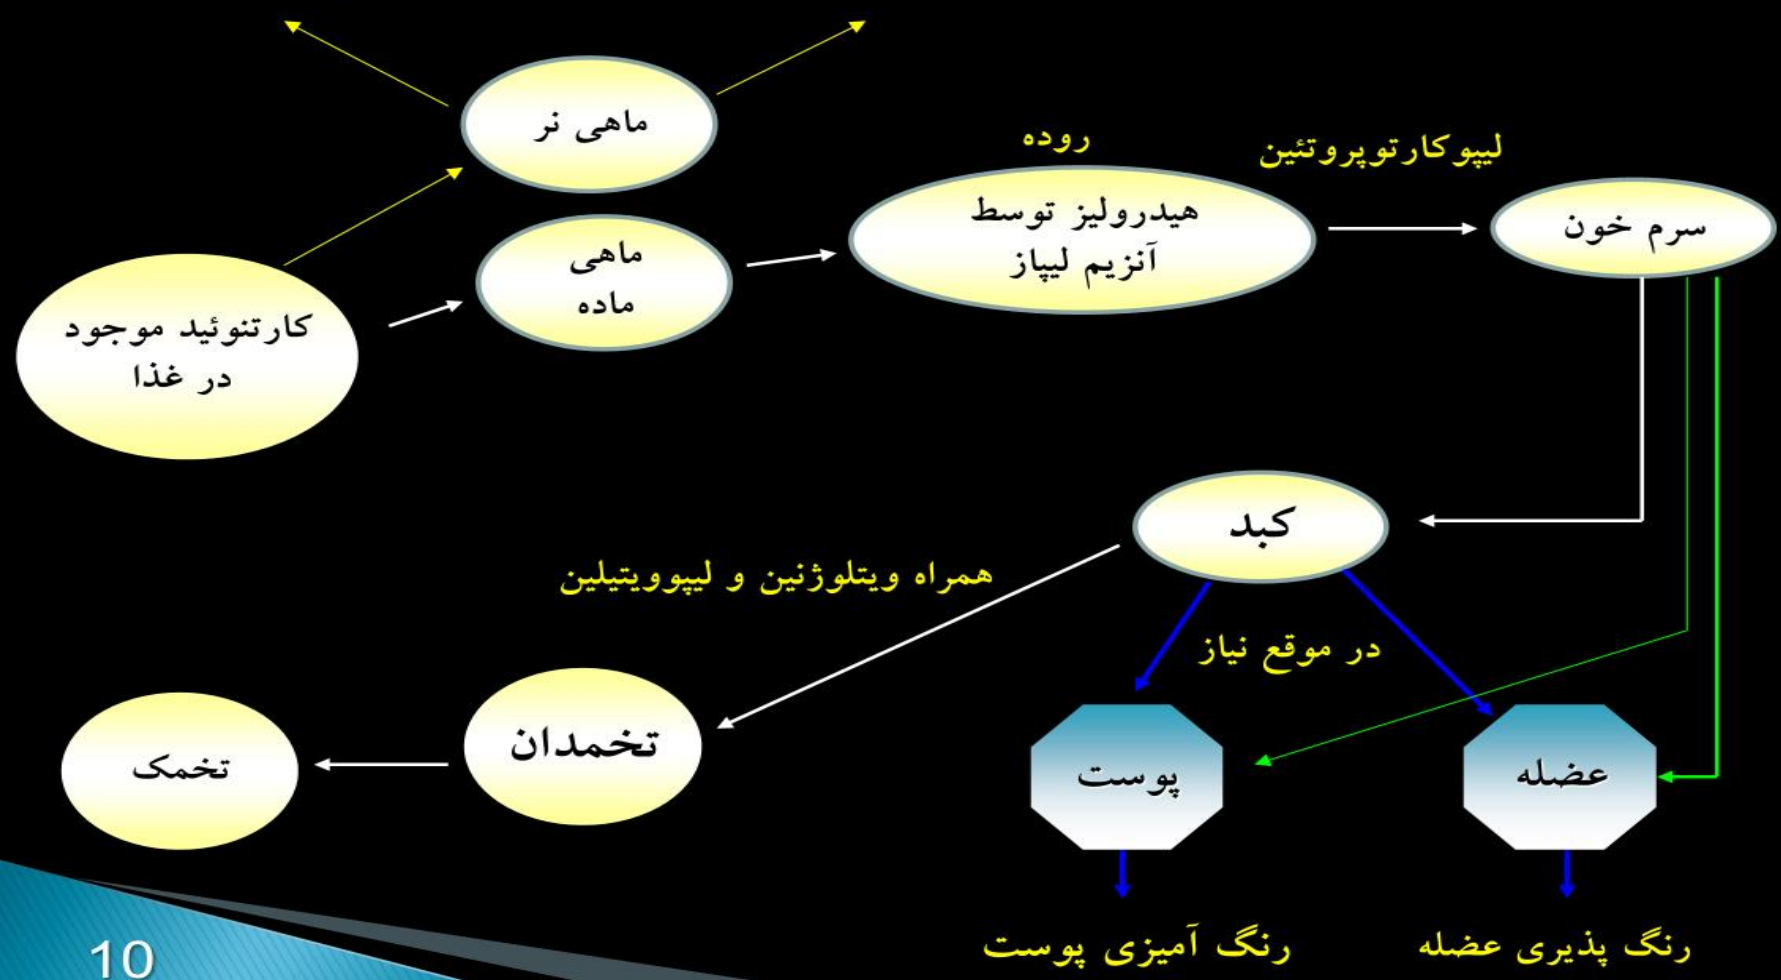 ماهی نر
روده
لیپوکارتوپروتئین
ماهی
ماده
هیدرولیز توسط
آنزیم لیپاز
سرم خون
کارتنوئید موجود
در غذا
کبد
همراه ویتلوژنین و لیپوویتیلین
در موقع نیاز
تخمدان
تخمک
پوست
عضله
رنگ آمیزی پوست
رنگ پذیری عضله
10